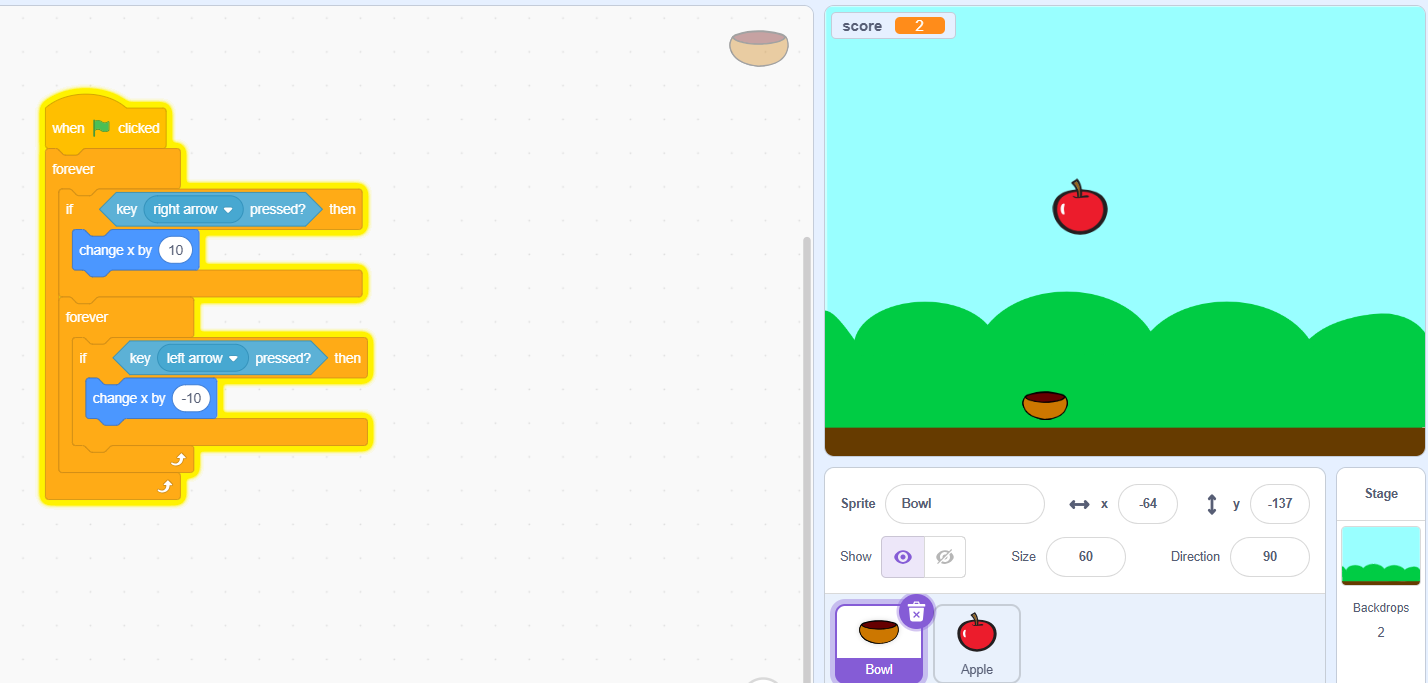 when clicked
forever
if key right arrow pressed? then
change x by 10
forever
if key left arrow pressed? then
change x by -10
score 2
Sprite Bowl x -64 y -137
Show Size 60 Direction 90
Bowl
Apple
Stage
Backdrops
2